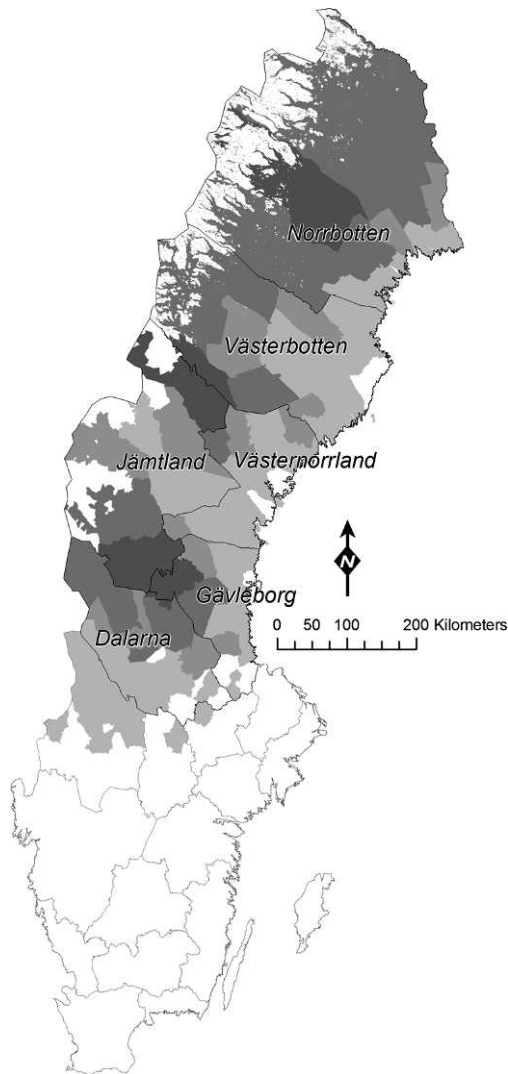 Norrbotten
Västerbotten
Jämtland
Västernorrland
N
Gävleborg
0 50 100 200 Kilometers
Dalarna